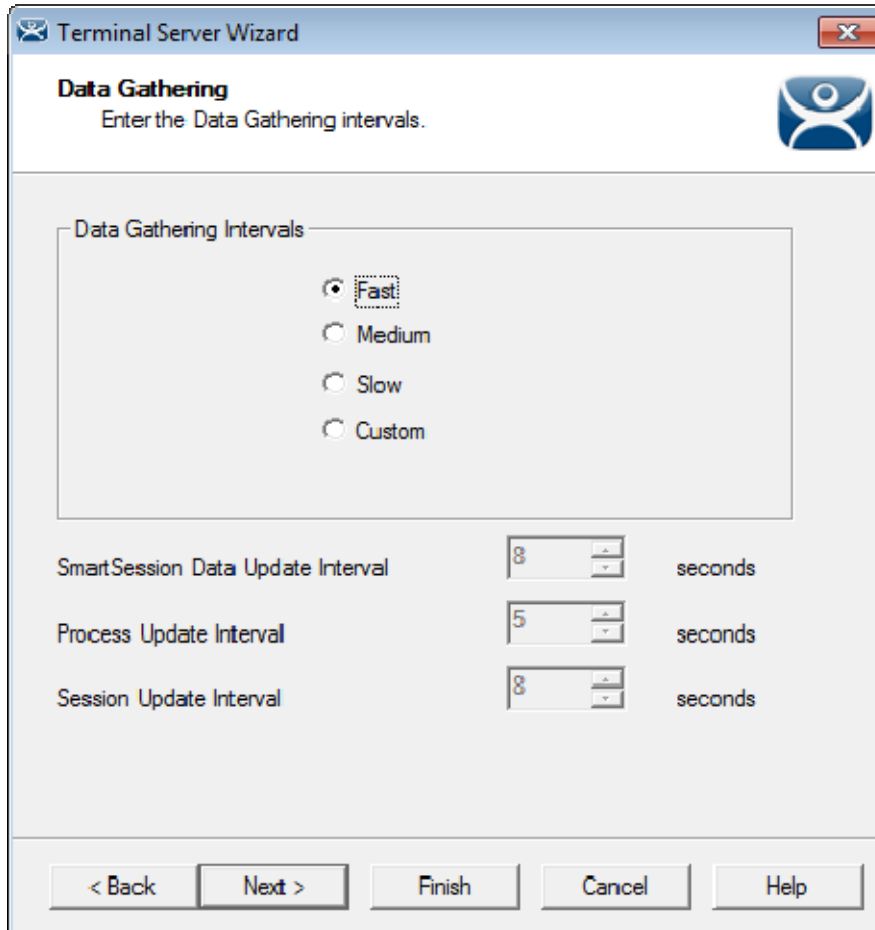 Terminal Server Wizard
Data Gathering
Enter the Data Gathering intervals.
Data Gathering Intervals
Fast
Medium
Slow
Custom
SmartSession Data Update Interval 8 seconds
Process Update Interval 5 seconds
Session Update Interval 8 seconds
< Back Next > Finish Cancel Help